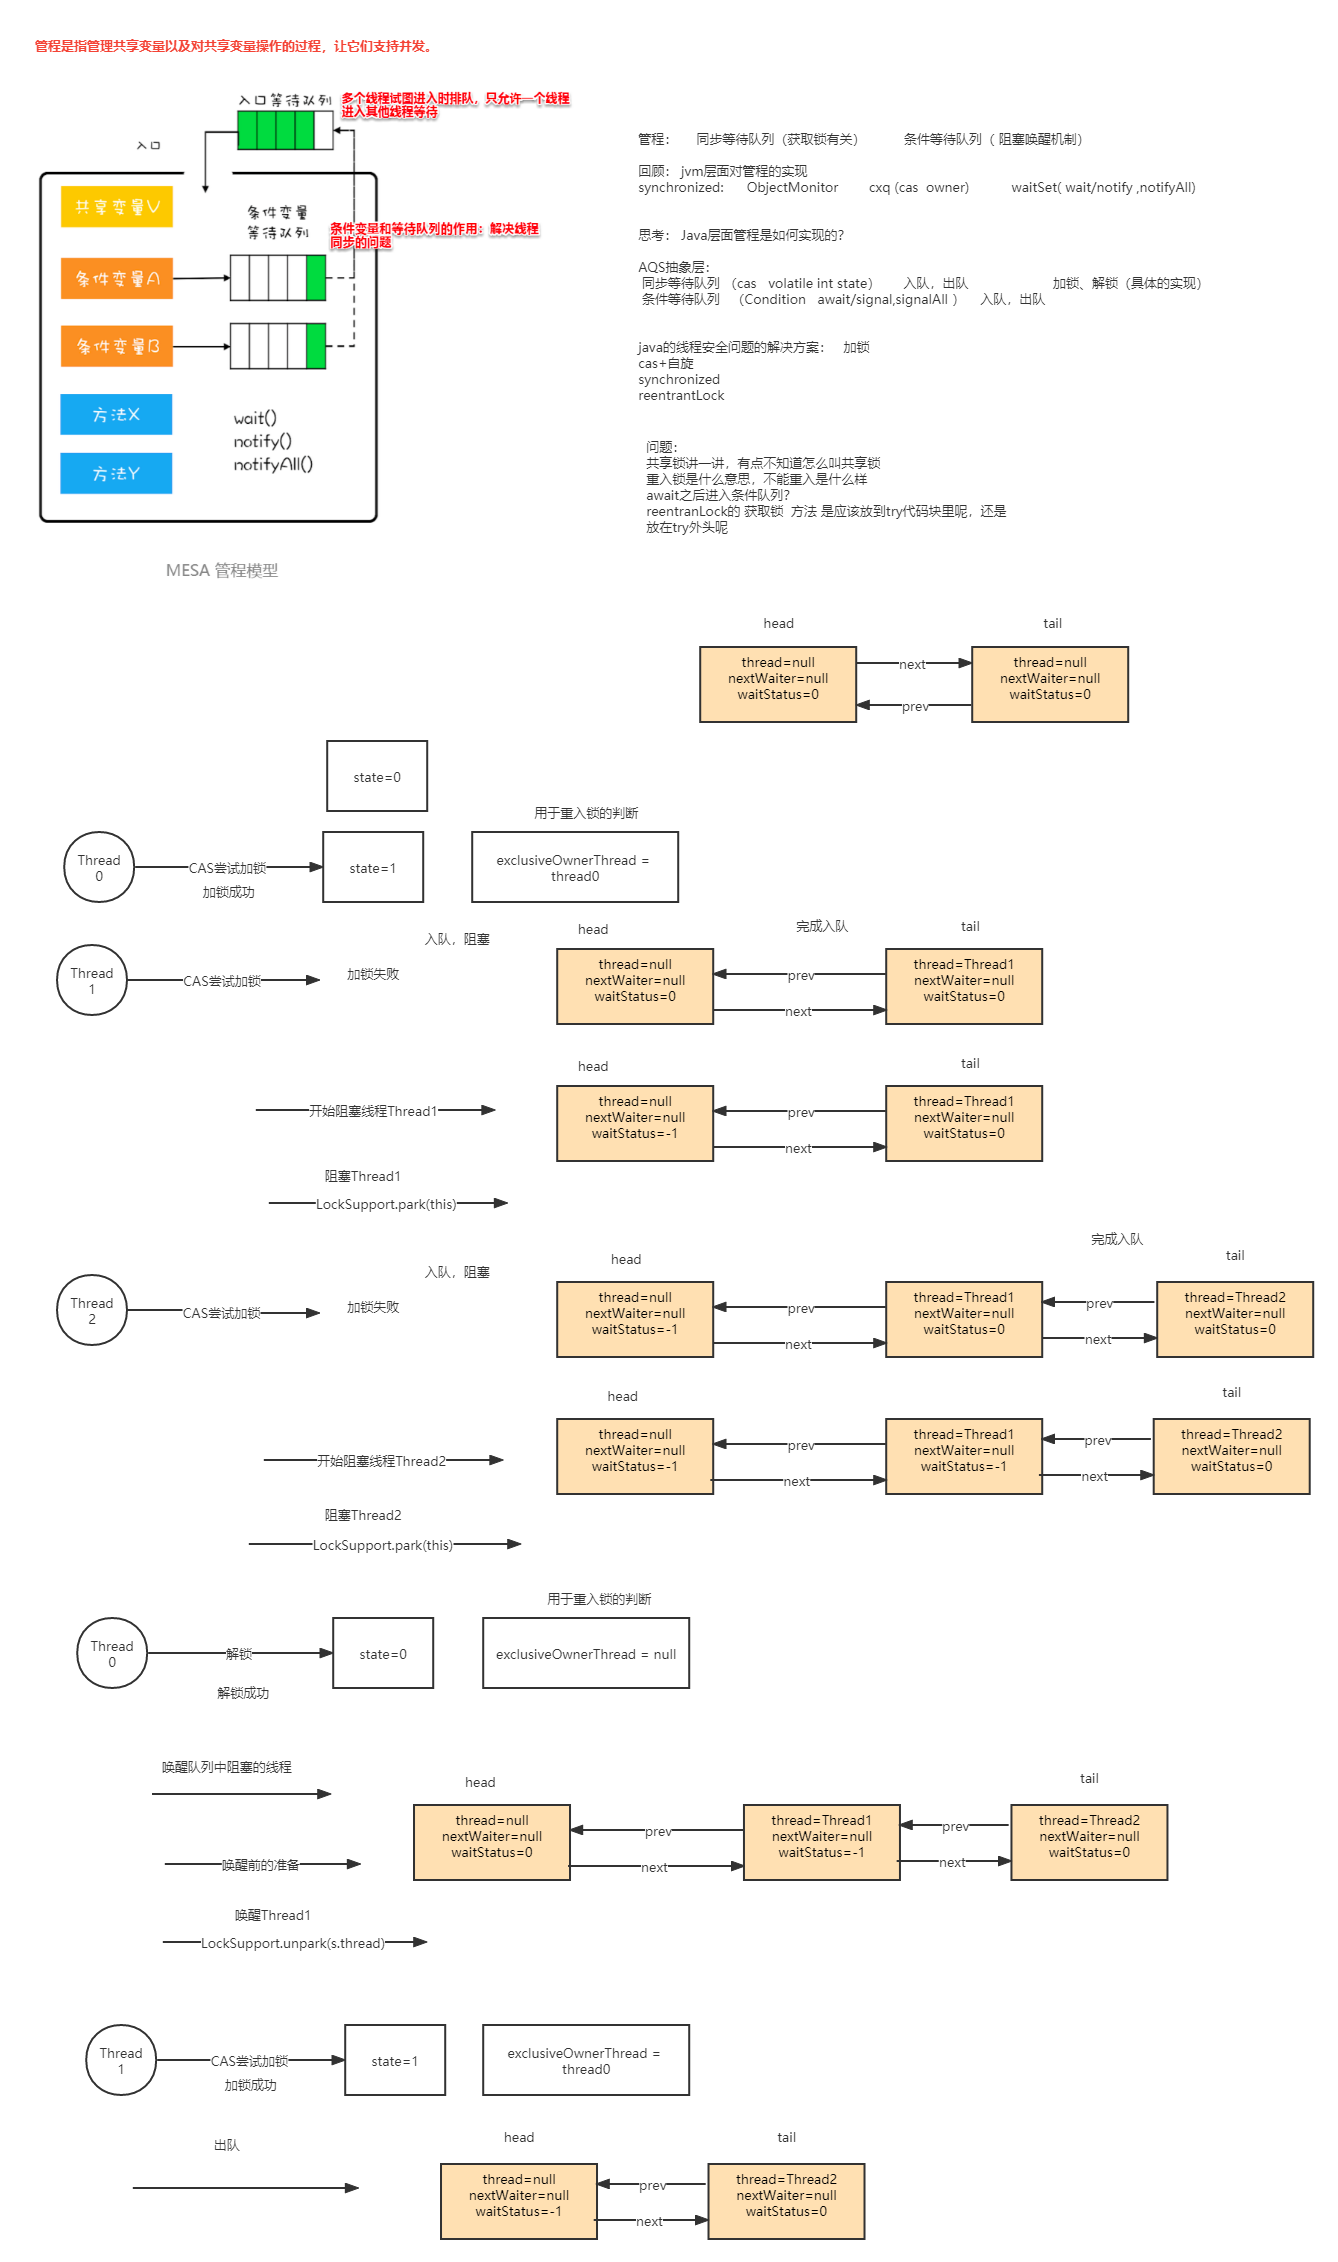 管程是指管理共享变量以及对共享变量操作的过程，让它们支持并发。
入口等待队列
多个线程试图进入时排队，只允许一个线程
进入其他线程等待
入口
共享变量V
条件变量
等待队列
条件变量和等待队列的作用：解决线程
同步的问题
条件变量A
条件变量B
方法X
方法Y
wait()
notify()
notifyAll()
MESA 管程模型
管程： 同步等待队列（获取锁有关） 条件等待队列（ 阻塞唤醒机制）
回顾： jvm层面对管程的实现
synchronized: ObjectMonitor cxq (cas owner) waitSet( wait/notify ,notifyAll)
思考： Java层面管程是如何实现的？
AQS抽象层：
同步等待队列 （cas volatile int state） 入队，出队 加锁、解锁（具体的实现）
条件等待队列 （Condition await/signal,signalAll ） 入队，出队
java的线程安全问题的解决方案： 加锁
cas+自旋
synchronized
reentrantLock
问题：
共享锁讲一讲，有点不知道怎么叫共享锁
重入锁是什么意思，不能重入是什么样
await之后进入条件队列？
reentranLock的 获取锁 方法 是应该放到try代码块里呢，还是
放在try外头呢
head
tail
thread=null
nextWaiter=null
waitStatus=0
next
prev
thread=null
nextWaiter=null
waitStatus=0
state=0
用于重入锁的判断
Thread
0
CAS尝试加锁
加锁成功
state=1
exclusiveOwnerThread =
thread0
入队，阻塞
head
完成入队
tail
Thread
1
CAS尝试加锁
加锁失败
thread=null
nextWaiter=null
waitStatus=0
prev
next
thread=Thread1
nextWaiter=null
waitStatus=0
head
tail
开始阻塞线程Thread1
thread=null
nextWaiter=null
waitStatus=-1
prev
next
thread=Thread1
nextWaiter=null
waitStatus=0
阻塞Thread1
LockSupport.park(this)
完成入队
入队，阻塞
head
tail
Thread
2
CAS尝试加锁
加锁失败
thread=null
nextWaiter=null
waitStatus=-1
prev
next
thread=Thread1
nextWaiter=null
waitStatus=0
prev
next
thread=Thread2
nextWaiter=null
waitStatus=0
head
tail
开始阻塞线程Thread2
thread=null
nextWaiter=null
waitStatus=-1
prev
next
thread=Thread1
nextWaiter=null
waitStatus=-1
prev
next
thread=Thread2
nextWaiter=null
waitStatus=0
阻塞Thread2
LockSupport.park(this)
用于重入锁的判断
Thread
0
解锁
解锁成功
state=0
exclusiveOwnerThread = null
唤醒队列中阻塞的线程
head
tail
唤醒前的准备
thread=null
nextWaiter=null
waitStatus=0
prev
next
thread=Thread1
nextWaiter=null
waitStatus=-1
prev
next
thread=Thread2
nextWaiter=null
waitStatus=0
唤醒Thread1
LockSupport.unpark(s.thread)
Thread
1
CAS尝试加锁
加锁成功
state=1
exclusiveOwnerThread =
thread0
出队
head
tail
thread=null
nextWaiter=null
waitStatus=-1
prev
next
thread=Thread2
nextWaiter=null
waitStatus=0